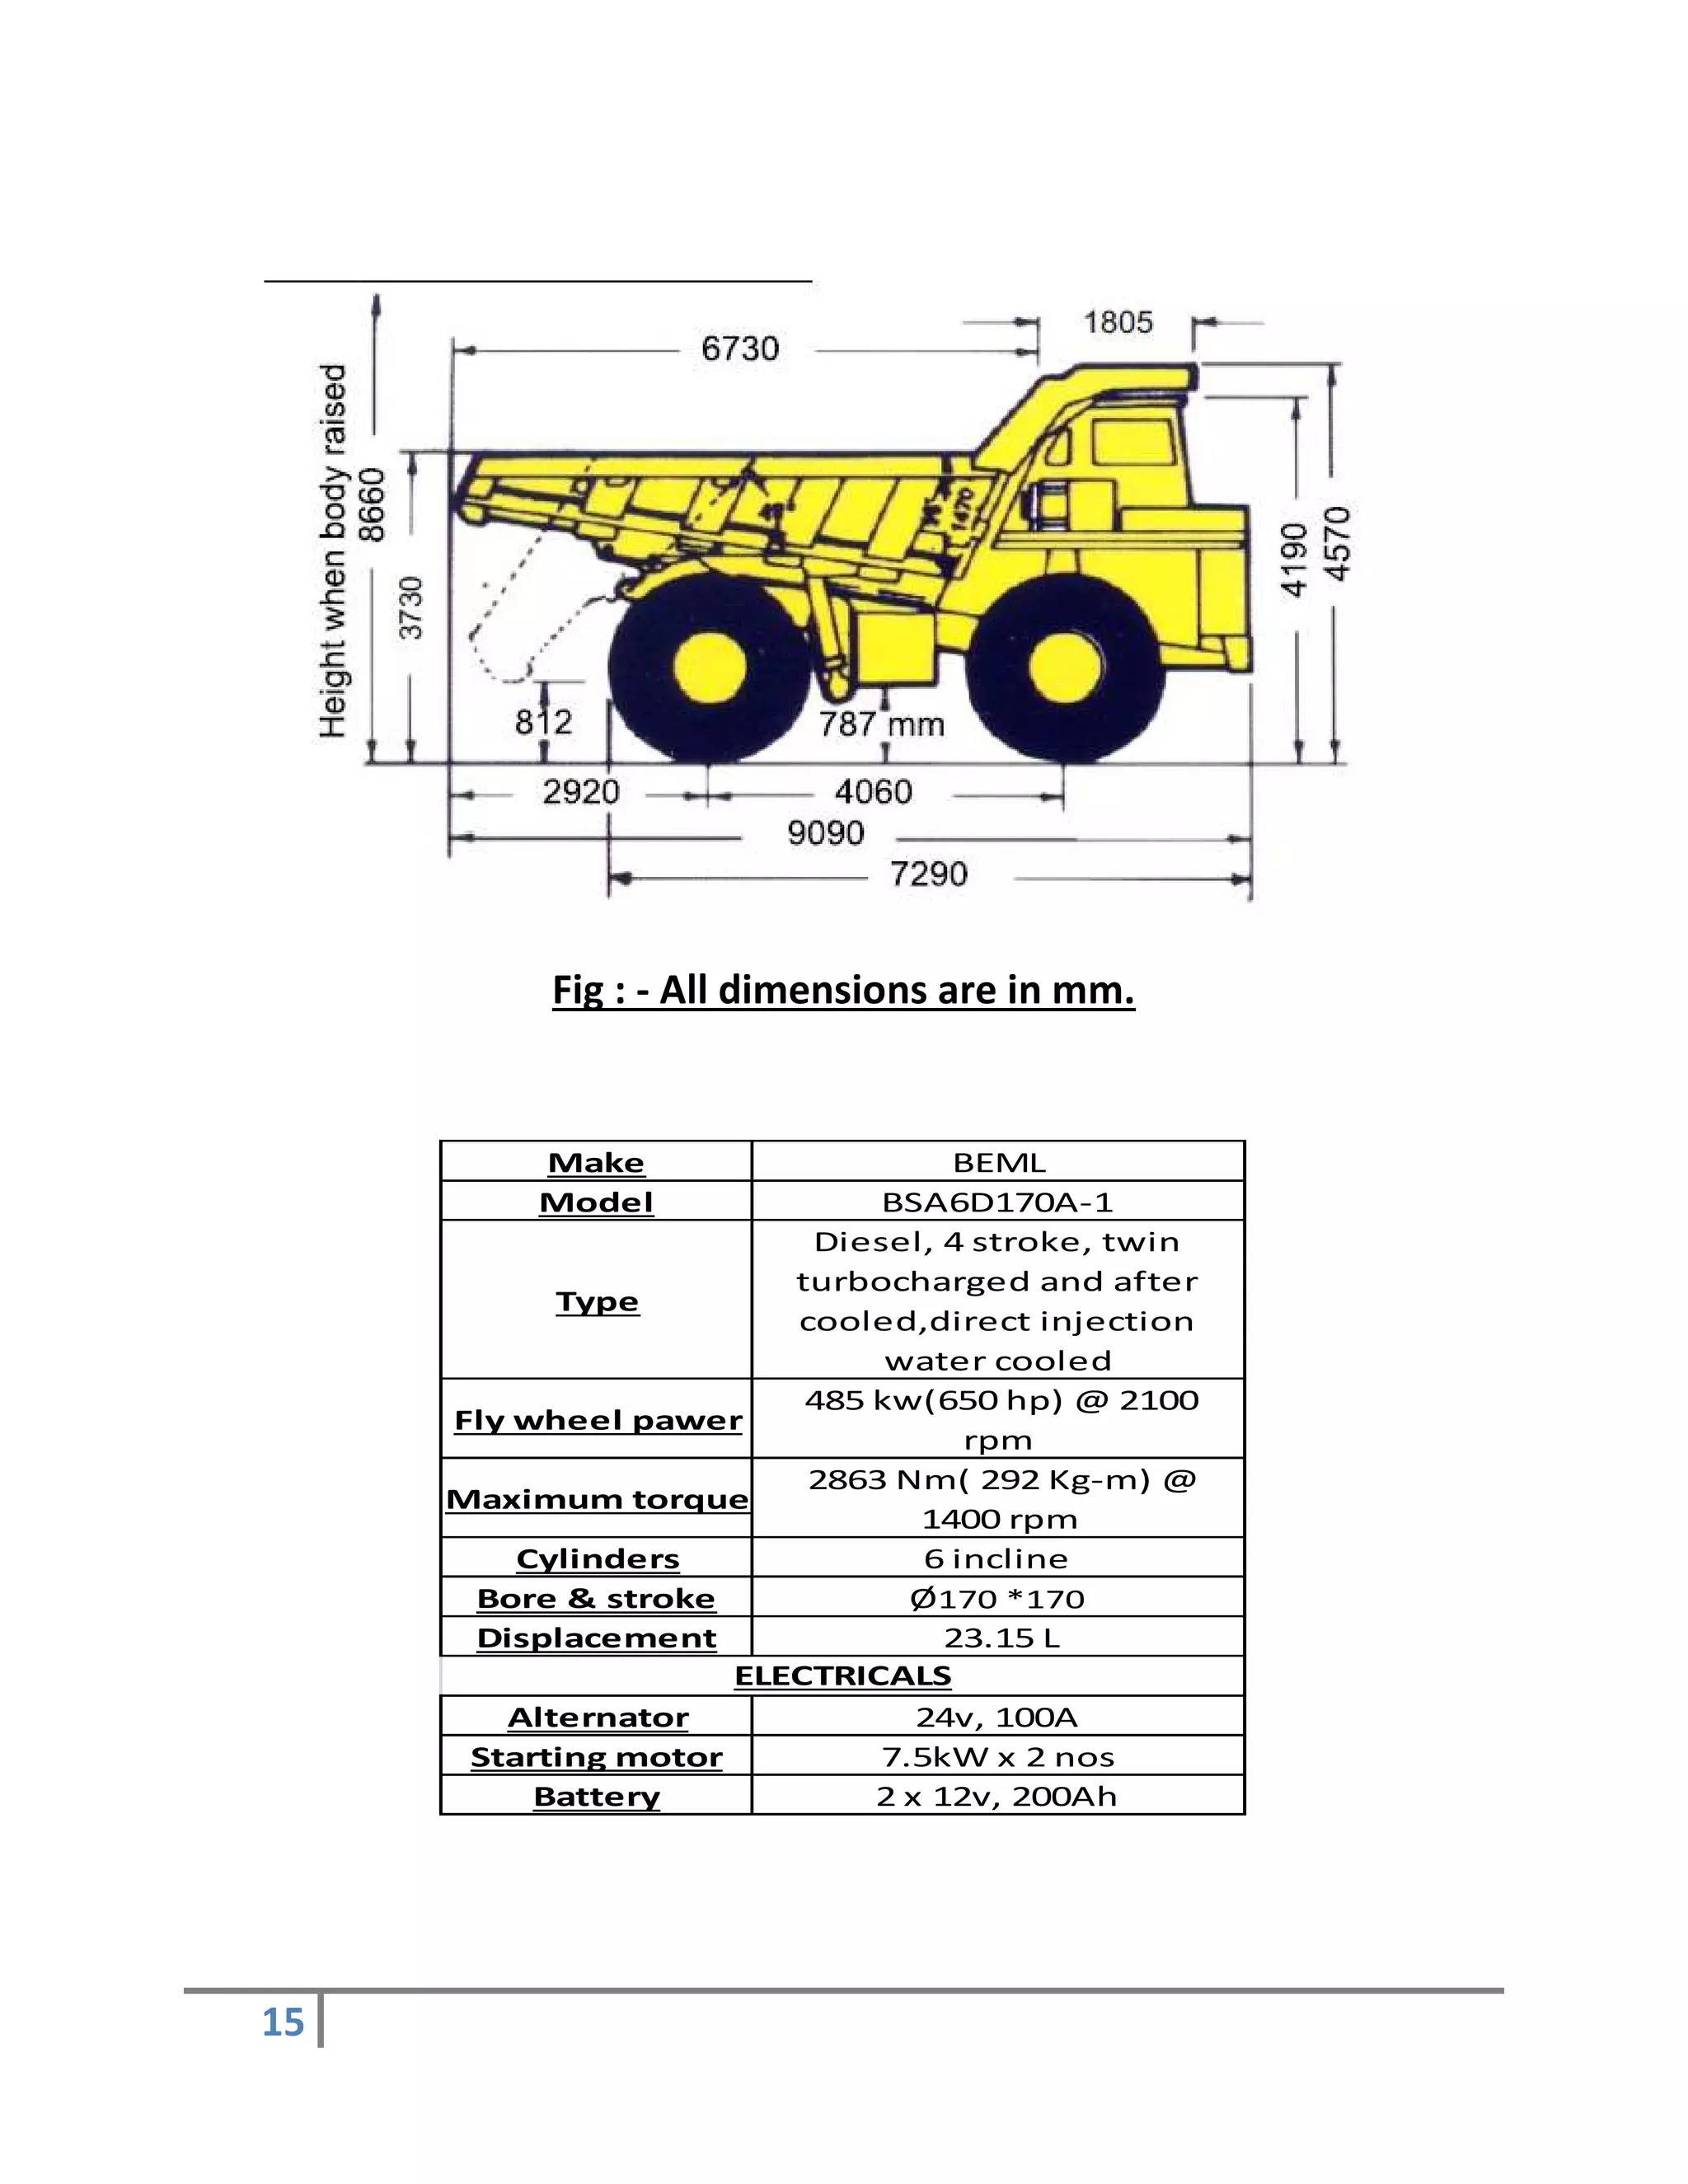 1805
6730
Height when body raised
8660
3730
1470
4190
4570
812
787 mm
2920
4060
9090
7290
Fig : - All dimensions are in mm.
Make BEML
Model BSA6D170A-1
Type Diesel, 4 stroke, twin
turbocharged and after
cooled,direct injection
water cooled
Fly wheel pawer 485 kw(650 hp) @ 2100
rpm
Maximum torque 2863 Nm( 292 Kg-m) @
1400 rpm
Cylinders 6 incline
Bore & stroke Ø170 *170
Displacement 23.15 L
ELECTRICALS
Alternator 24v, 100A
Starting motor 7.5kW x 2 nos
Battery 2 x 12v, 200Ah
15